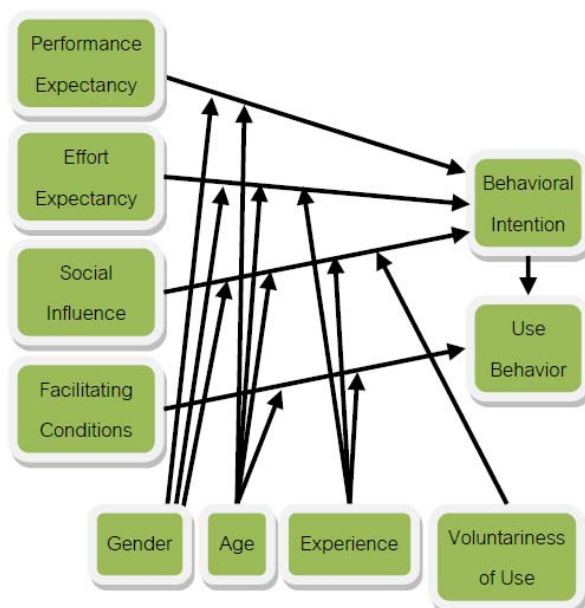 Performance
Expectancy
Effort
Expectancy
Behavioral
Intention
Social
Influence
Use
Behavior
Facilitating
Conditions
Gender
Age
Experience
Voluntariness
of Use